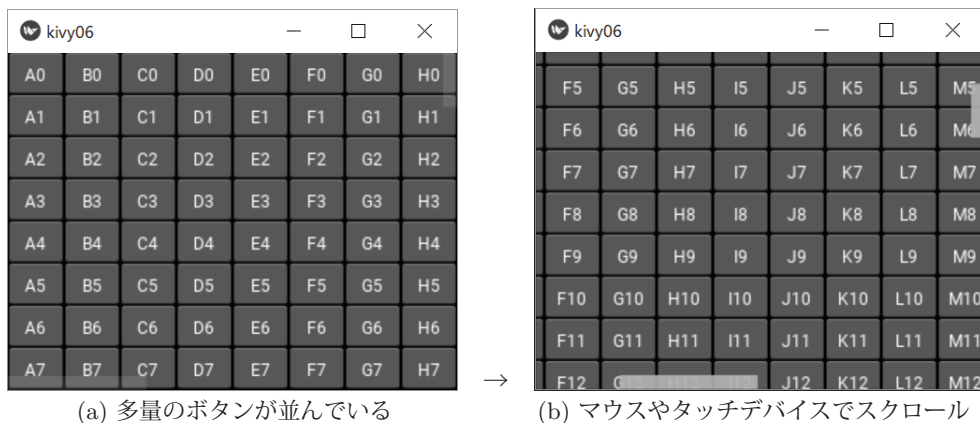 kivy06
A0 B0 C0 D0 E0 F0 G0 H0
A1 B1 C1 D1 E1 F1 G1 H1
A2 B2 C2 D2 E2 F2 G2 H2
A3 B3 C3 D3 E3 F3 G3 H3
A4 B4 C4 D4 E4 F4 G4 H4
A5 B5 C5 D5 E5 F5 G5 H5
A6 B6 C6 D6 E6 F6 G6 H6
A7 B7 C7 D7 E7 F7 G7 H7
(a) 多量のボタンが並んでいる
→
kivy06
F5 G5 H5 I5 J5 K5 L5 M5
F6 G6 H6 I6 J6 K6 L6 M6
F7 G7 H7 I7 J7 K7 L7 M7
F8 G8 H8 I8 J8 K8 L8 M8
F9 G9 H9 I9 J9 K9 L9 M9
F10 G10 H10 I10 J10 K10 L10 M10
F11 G11 H11 I11 J11 K11 L11 M11
F12 G12 H12 I12 J12 K12 L12 M12
(b) マウスやタッチデバイスでスクロール